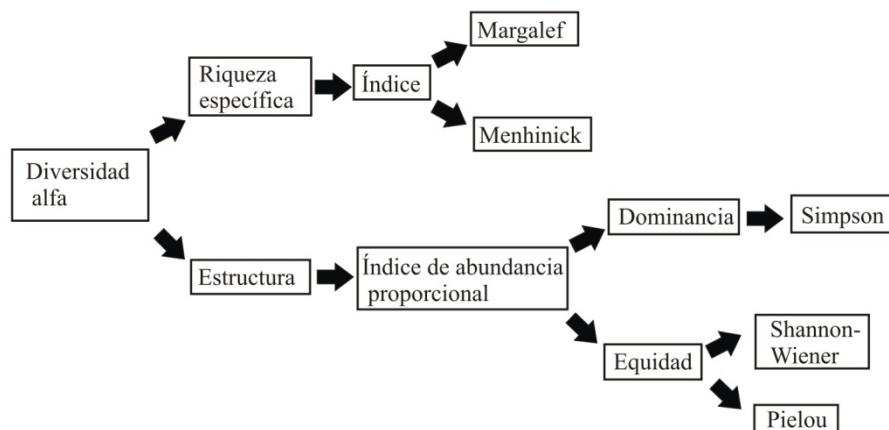 Margalef
Riqueza
específica
Índice
Menhinick
Diversidad
alfa
Dominancia
Simpson
Estructura
Índice de abundancia
proporcional
Shannon-
Wiener
Equidad
Pielou